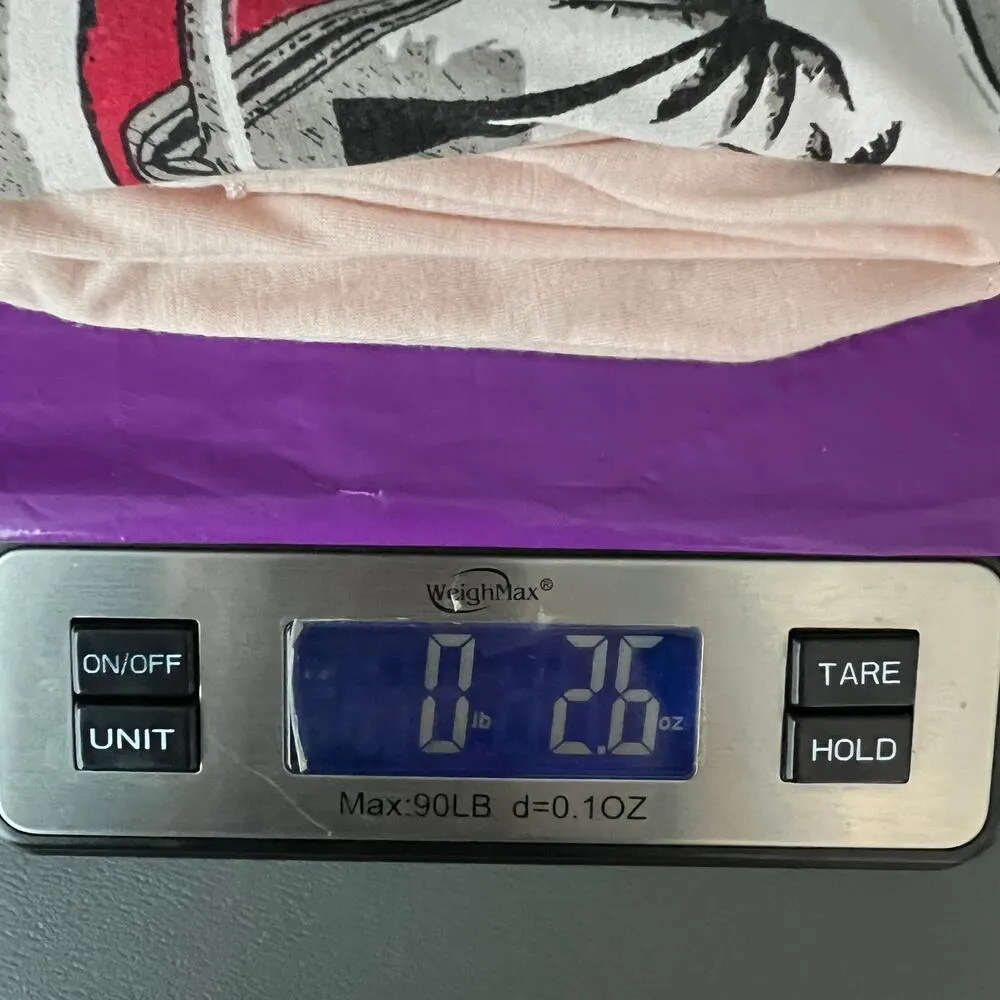 WeighMax®
ON/OFF
UNIT
0 lb 2.6 oz
TARE
HOLD
Max:90LB d=0.1OZ